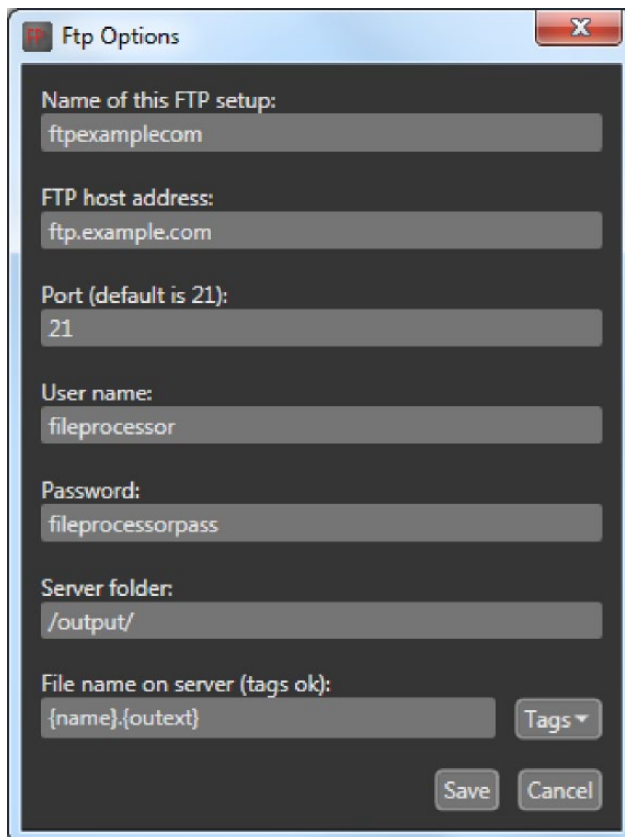 FP Ftp Options
X
Name of this FTP setup:
ftpexamplecom
FTP host address:
ftp.example.com
Port (default is 21):
21
User name:
fileprocessor
Password:
fileprocessorpass
Server folder:
/output/
File name on server (tags ok):
{name}.{outext} Tags
Save Cancel